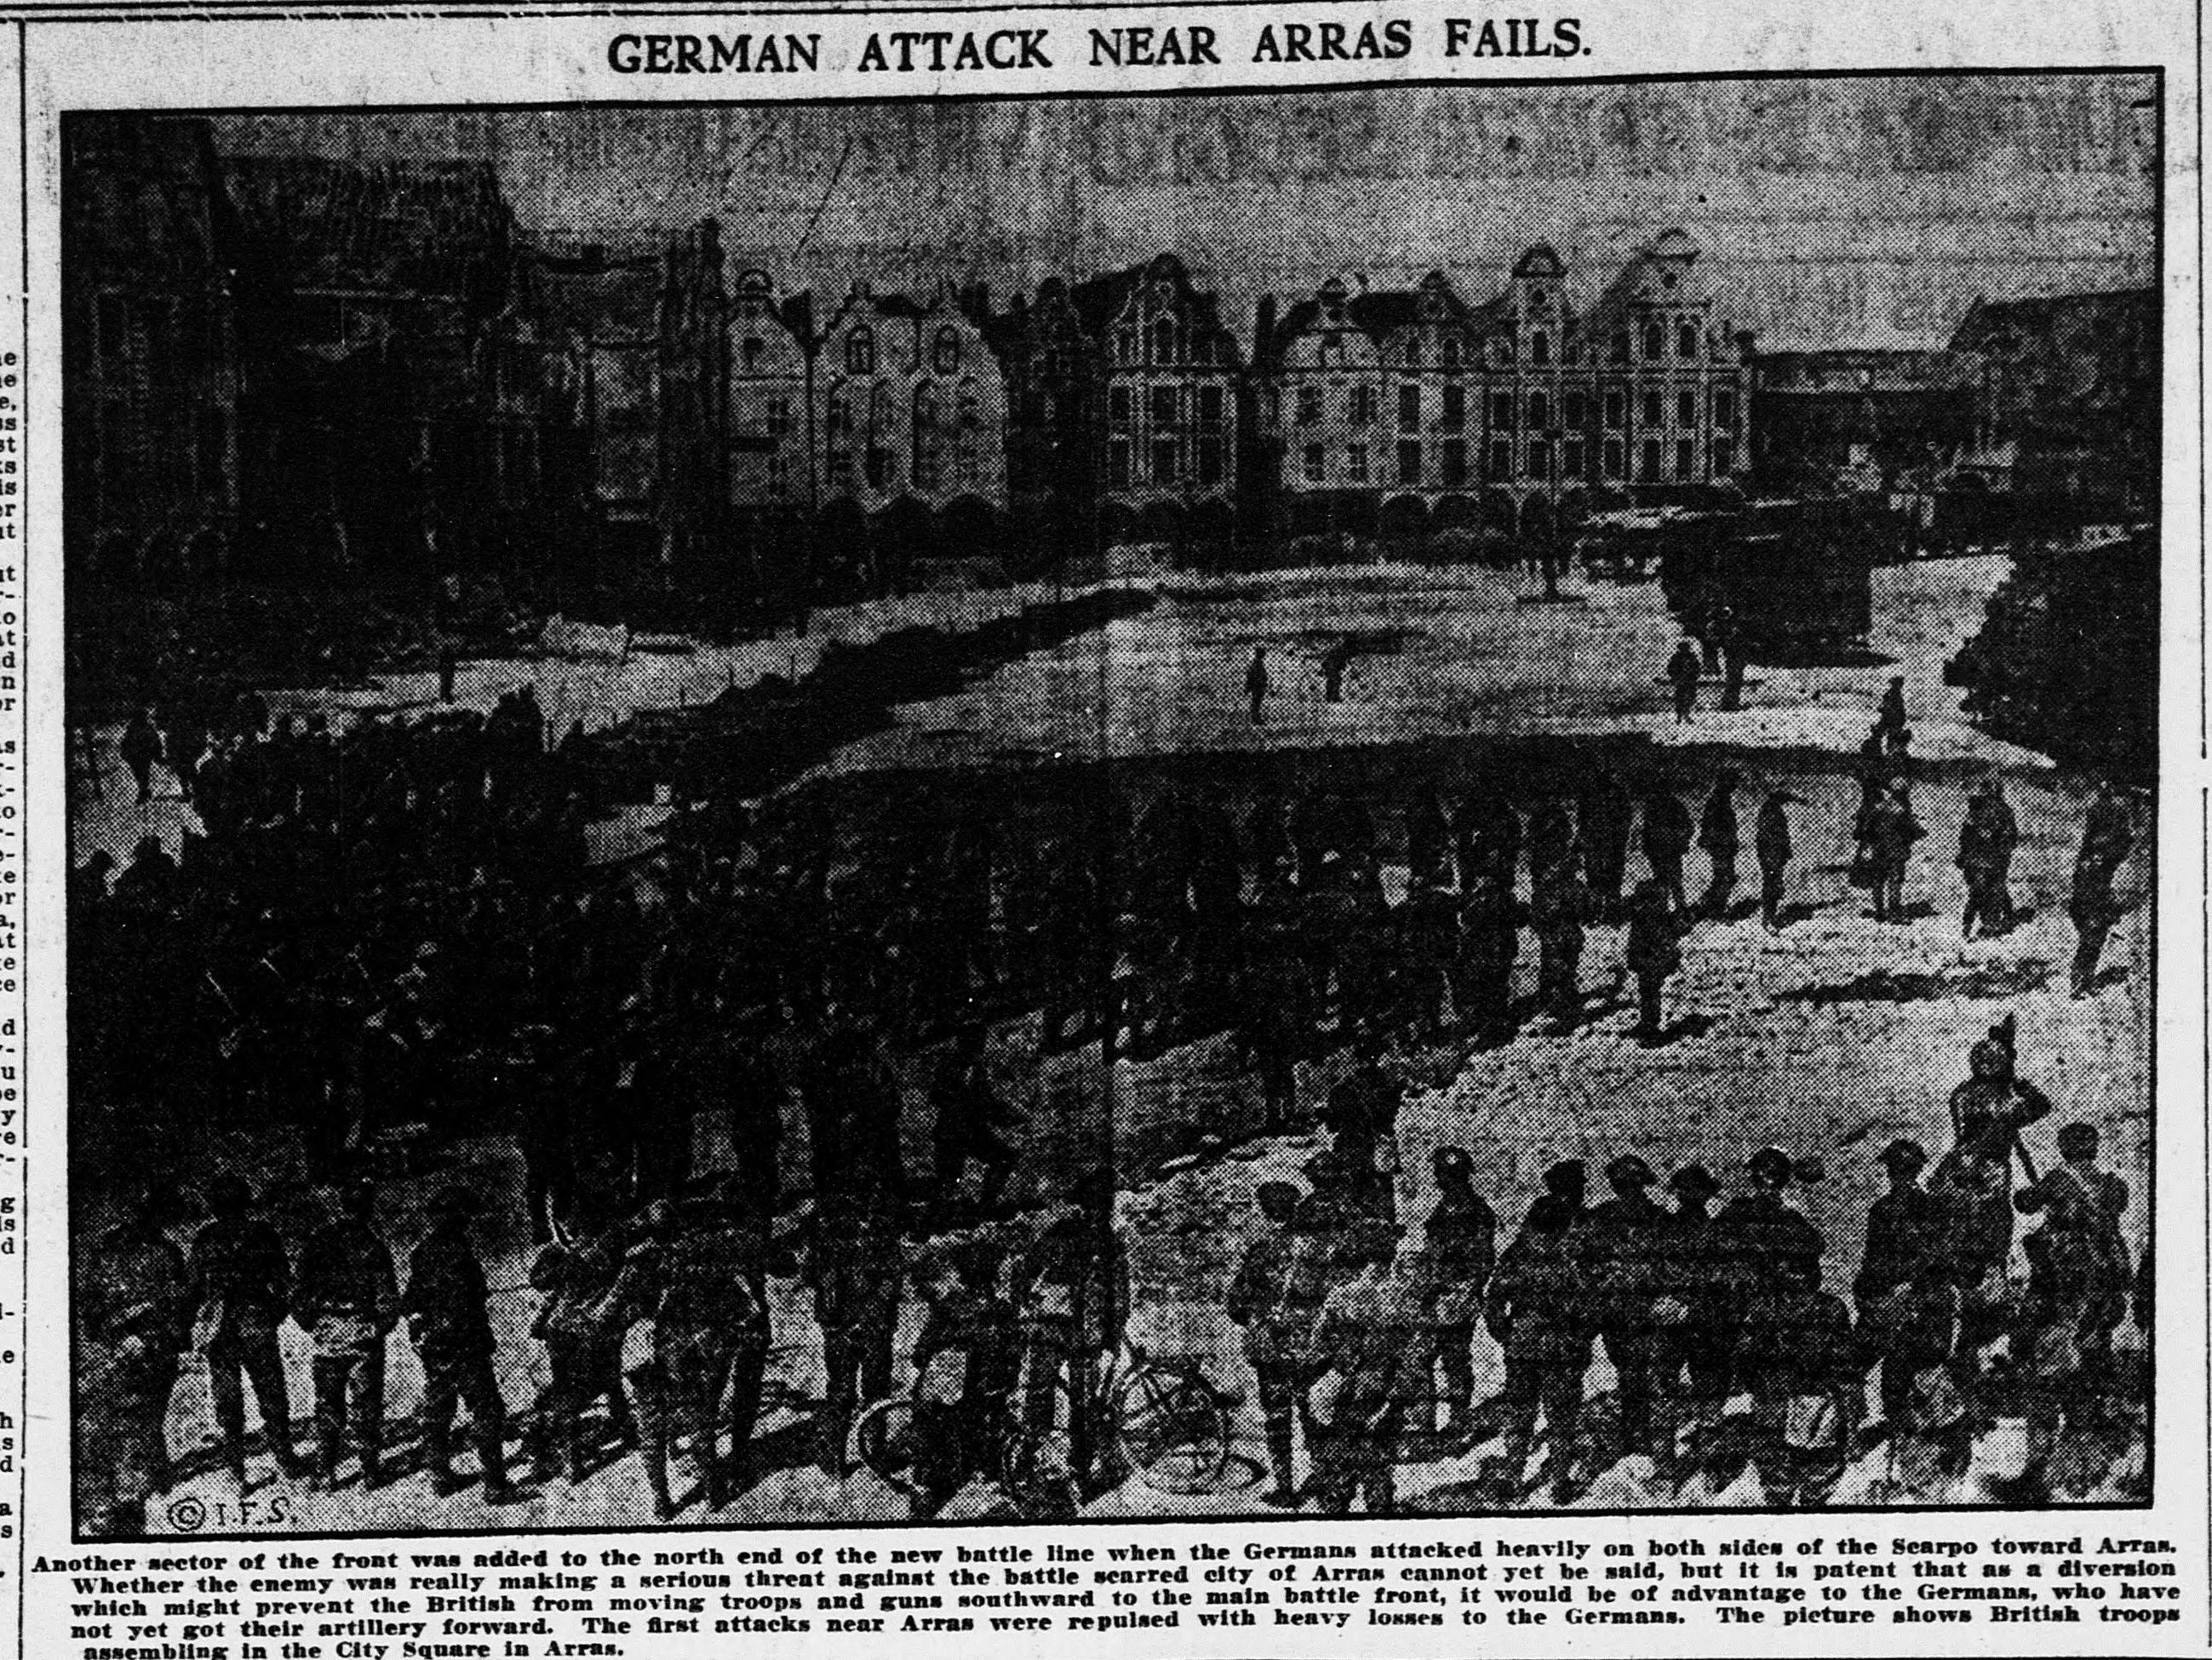 GERMAN ATTACK NEAR ARRAS FAILS.
© I.F.S.
Another sector of the front was added to the north end of the new battle line when the Germans attacked heavily on both sides of the Scarpo toward Arras.
Whether the enemy was really making a serious threat against the battle scarred city of Arras cannot yet be said, but it is patent that as a diversion
which might prevent the British from moving troops and guns southward to the main battle front, it would be of advantage to the Germans, who have
not yet got their artillery forward. The first attacks near Arras were repulsed with heavy losses to the Germans. The picture shows British troops
assembling in the City Square in Arras.